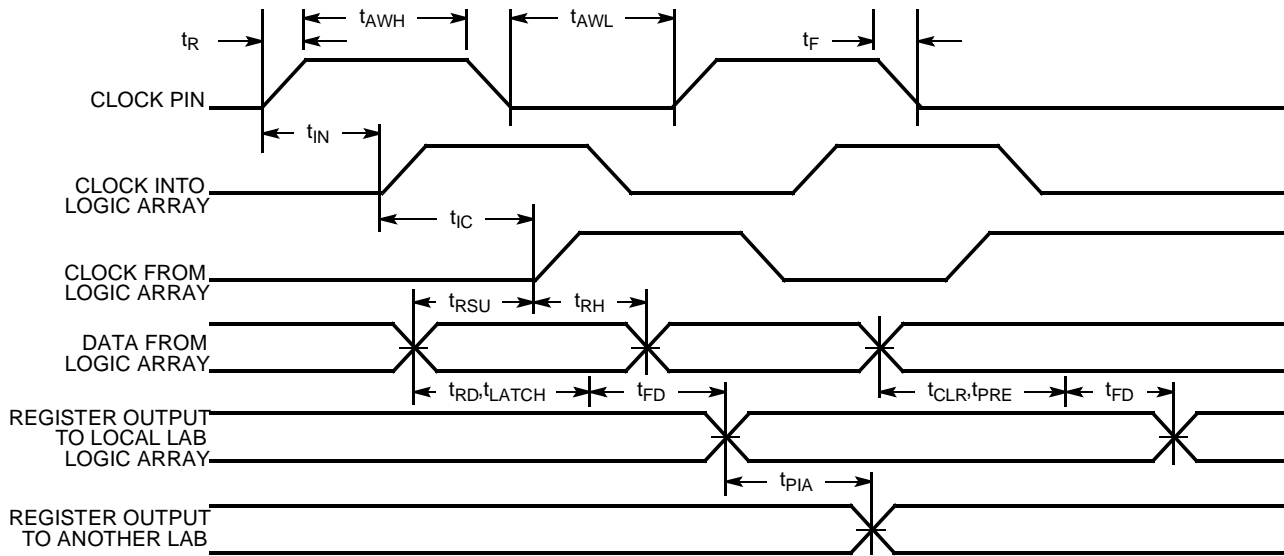 tAWH
tAWL
tR
tF
CLOCK PIN
tIN
CLOCK INTO
LOGIC ARRAY
tIC
CLOCK FROM
LOGIC ARRAY
tRSU
tRH
DATA FROM
LOGIC ARRAY
tRD,tLATCH
tFD
tCLR,tPRE
tFD
REGISTER OUTPUT
TO LOCAL LAB
LOGIC ARRAY
tPIA
REGISTER OUTPUT
TO ANOTHER LAB